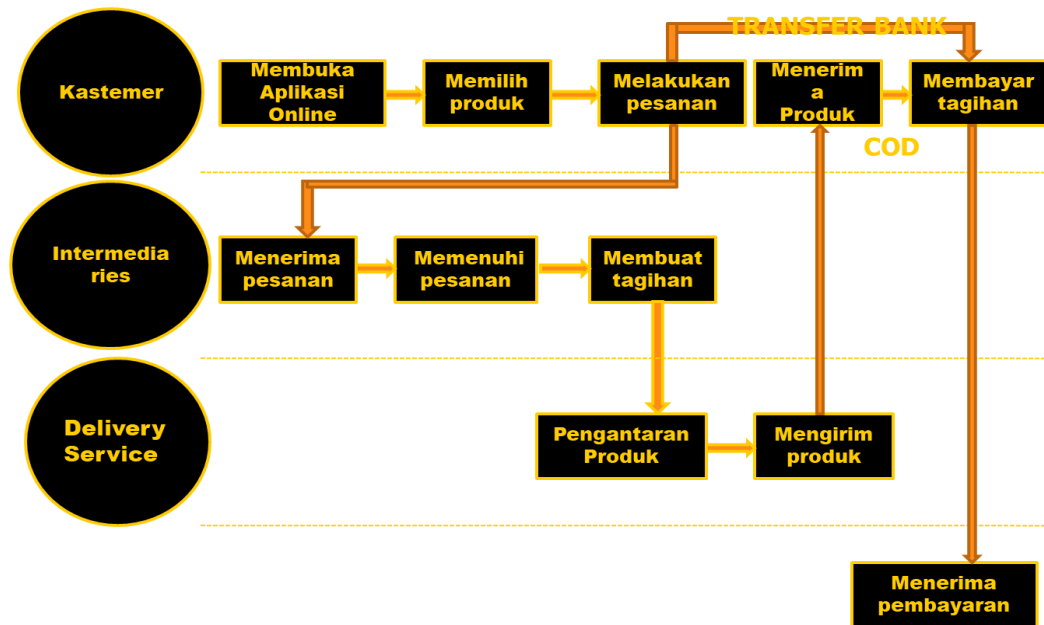 TRANSFER BANK
Kastemer
Membuka
Aplikasi
Online
Memilih
produk
Melakukan
pesanan
Menerim
a
Produk
Membayar
tagihan
COD
Intermedia
ries
Menerima
pesanan
Memenuhi
pesanan
Membuat
tagihan
Delivery
Service
Pengantaran
Produk
Mengirim
produk
Menerima
pembayaran